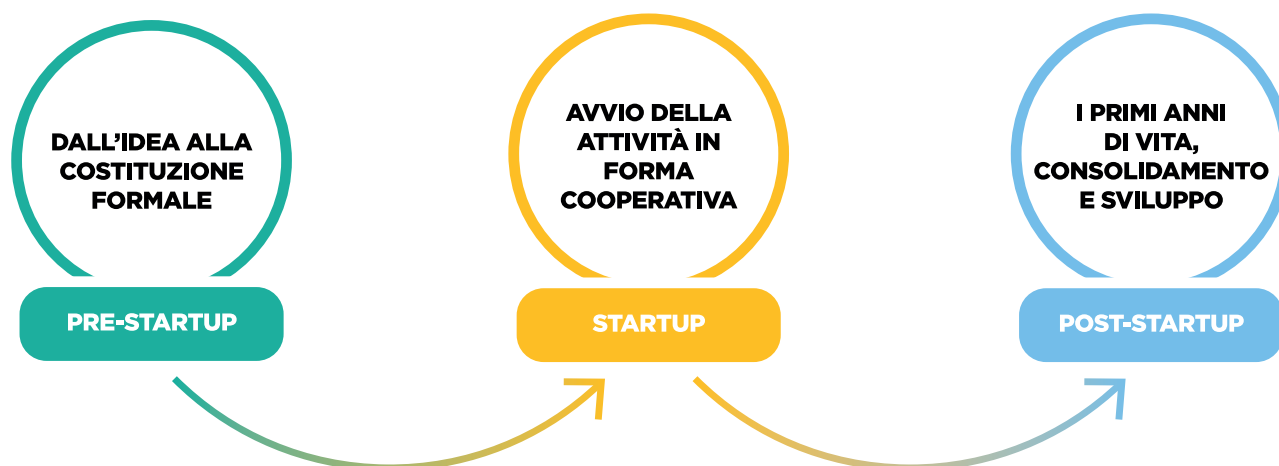 DALL'IDEA ALLA
COSTITUZIONE
FORMALE
PRE-STARTUP
AVVIO DELLA
ATTIVITÀ IN
FORMA
COOPERATIVA
STARTUP
I PRIMI ANNI
DI VITA,
CONSOLIDAMENTO
E SVILUPPO
POST-STARTUP